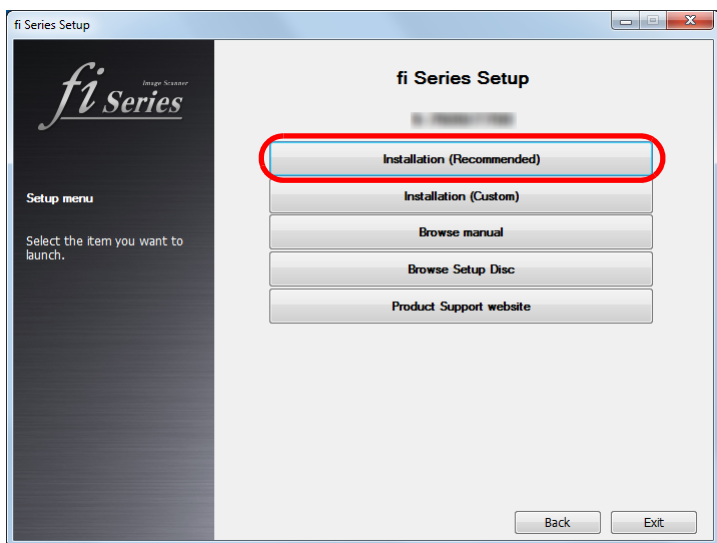 fi Series Setup
Image Scanner
fi Series
fi Series Setup
Installation (Recommended)
Setup menu
Installation (Custom)
Select the item you want to
launch.
Browse manual
Browse Setup Disc
Product Support website
Back
Exit